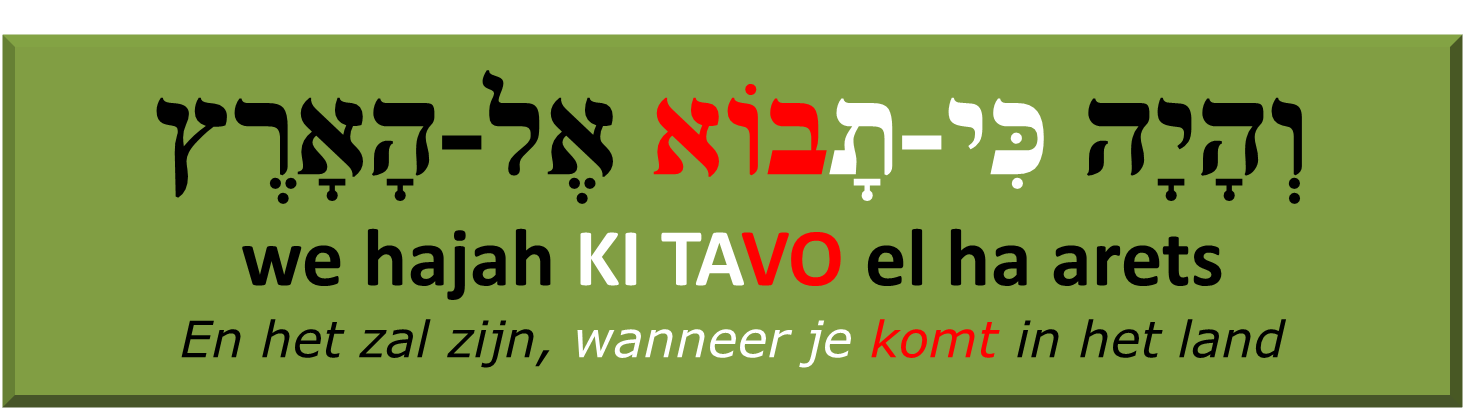 וְהָיָה כִּי-תָבוֹא אֶל-הָאָרֶץ
we hajah KI TAVO el ha arets
En het zal zijn, wanneer je komt in het land